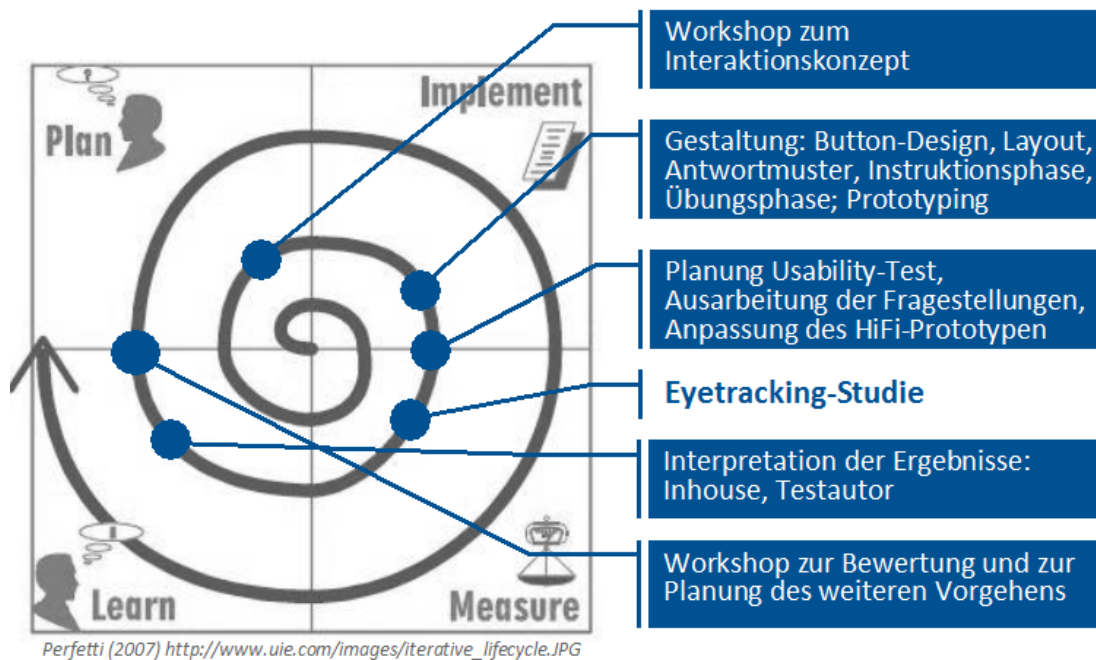 Plan
?
Implement
Learn
Measure
Workshop zum
Interaktionskonzept
Gestaltung: Button-Design, Layout,
Antwortmuster, Instruktionsphase,
Übungsphase; Prototyping
Planung Usability-Test,
Ausarbeitung der Fragestellungen,
Anpassung des HiFi-Prototypen
Eyetracking-Studie
Interpretation der Ergebnisse:
Inhouse, Testautor
Workshop zur Bewertung und zur
Planung des weiteren Vorgehens
Perfetti (2007) http://www.uie.com/images/iterative_lifecycle.JPG